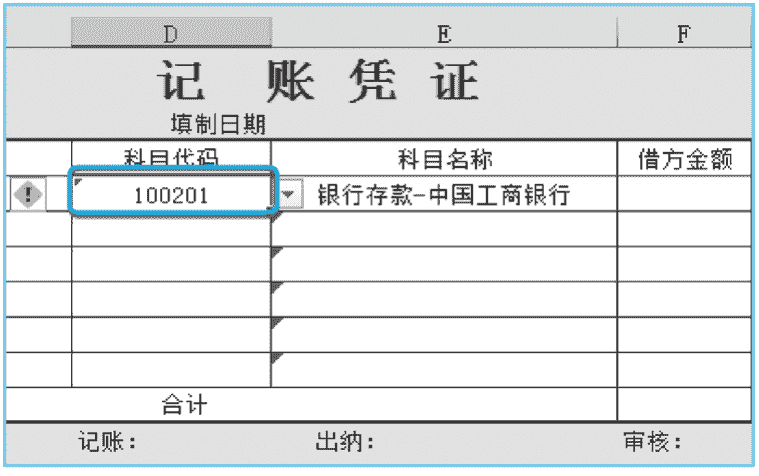 D E F
记 账 凭 证
填制日期
科目代码 科目名称 借方金额
! 100201 银行存款-中国工商银行
合计
记账: 出纳: 审核: